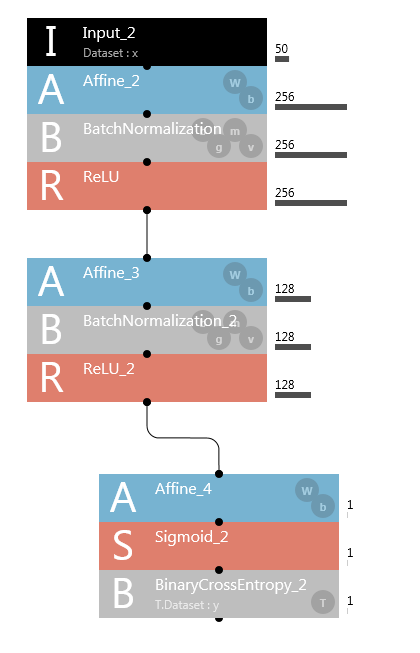 I Input_2
Dataset : x
50
A Affine_2 W b
256
B BatchNormalization m g v
256
R ReLU
256
A Affine_3 W b
128
B BatchNormalization_2 m g v
128
R ReLU_2
128
A Affine_4 W b
1
S Sigmoid_2
1
B BinaryCrossEntropy_2
T.Dataset : y T
1